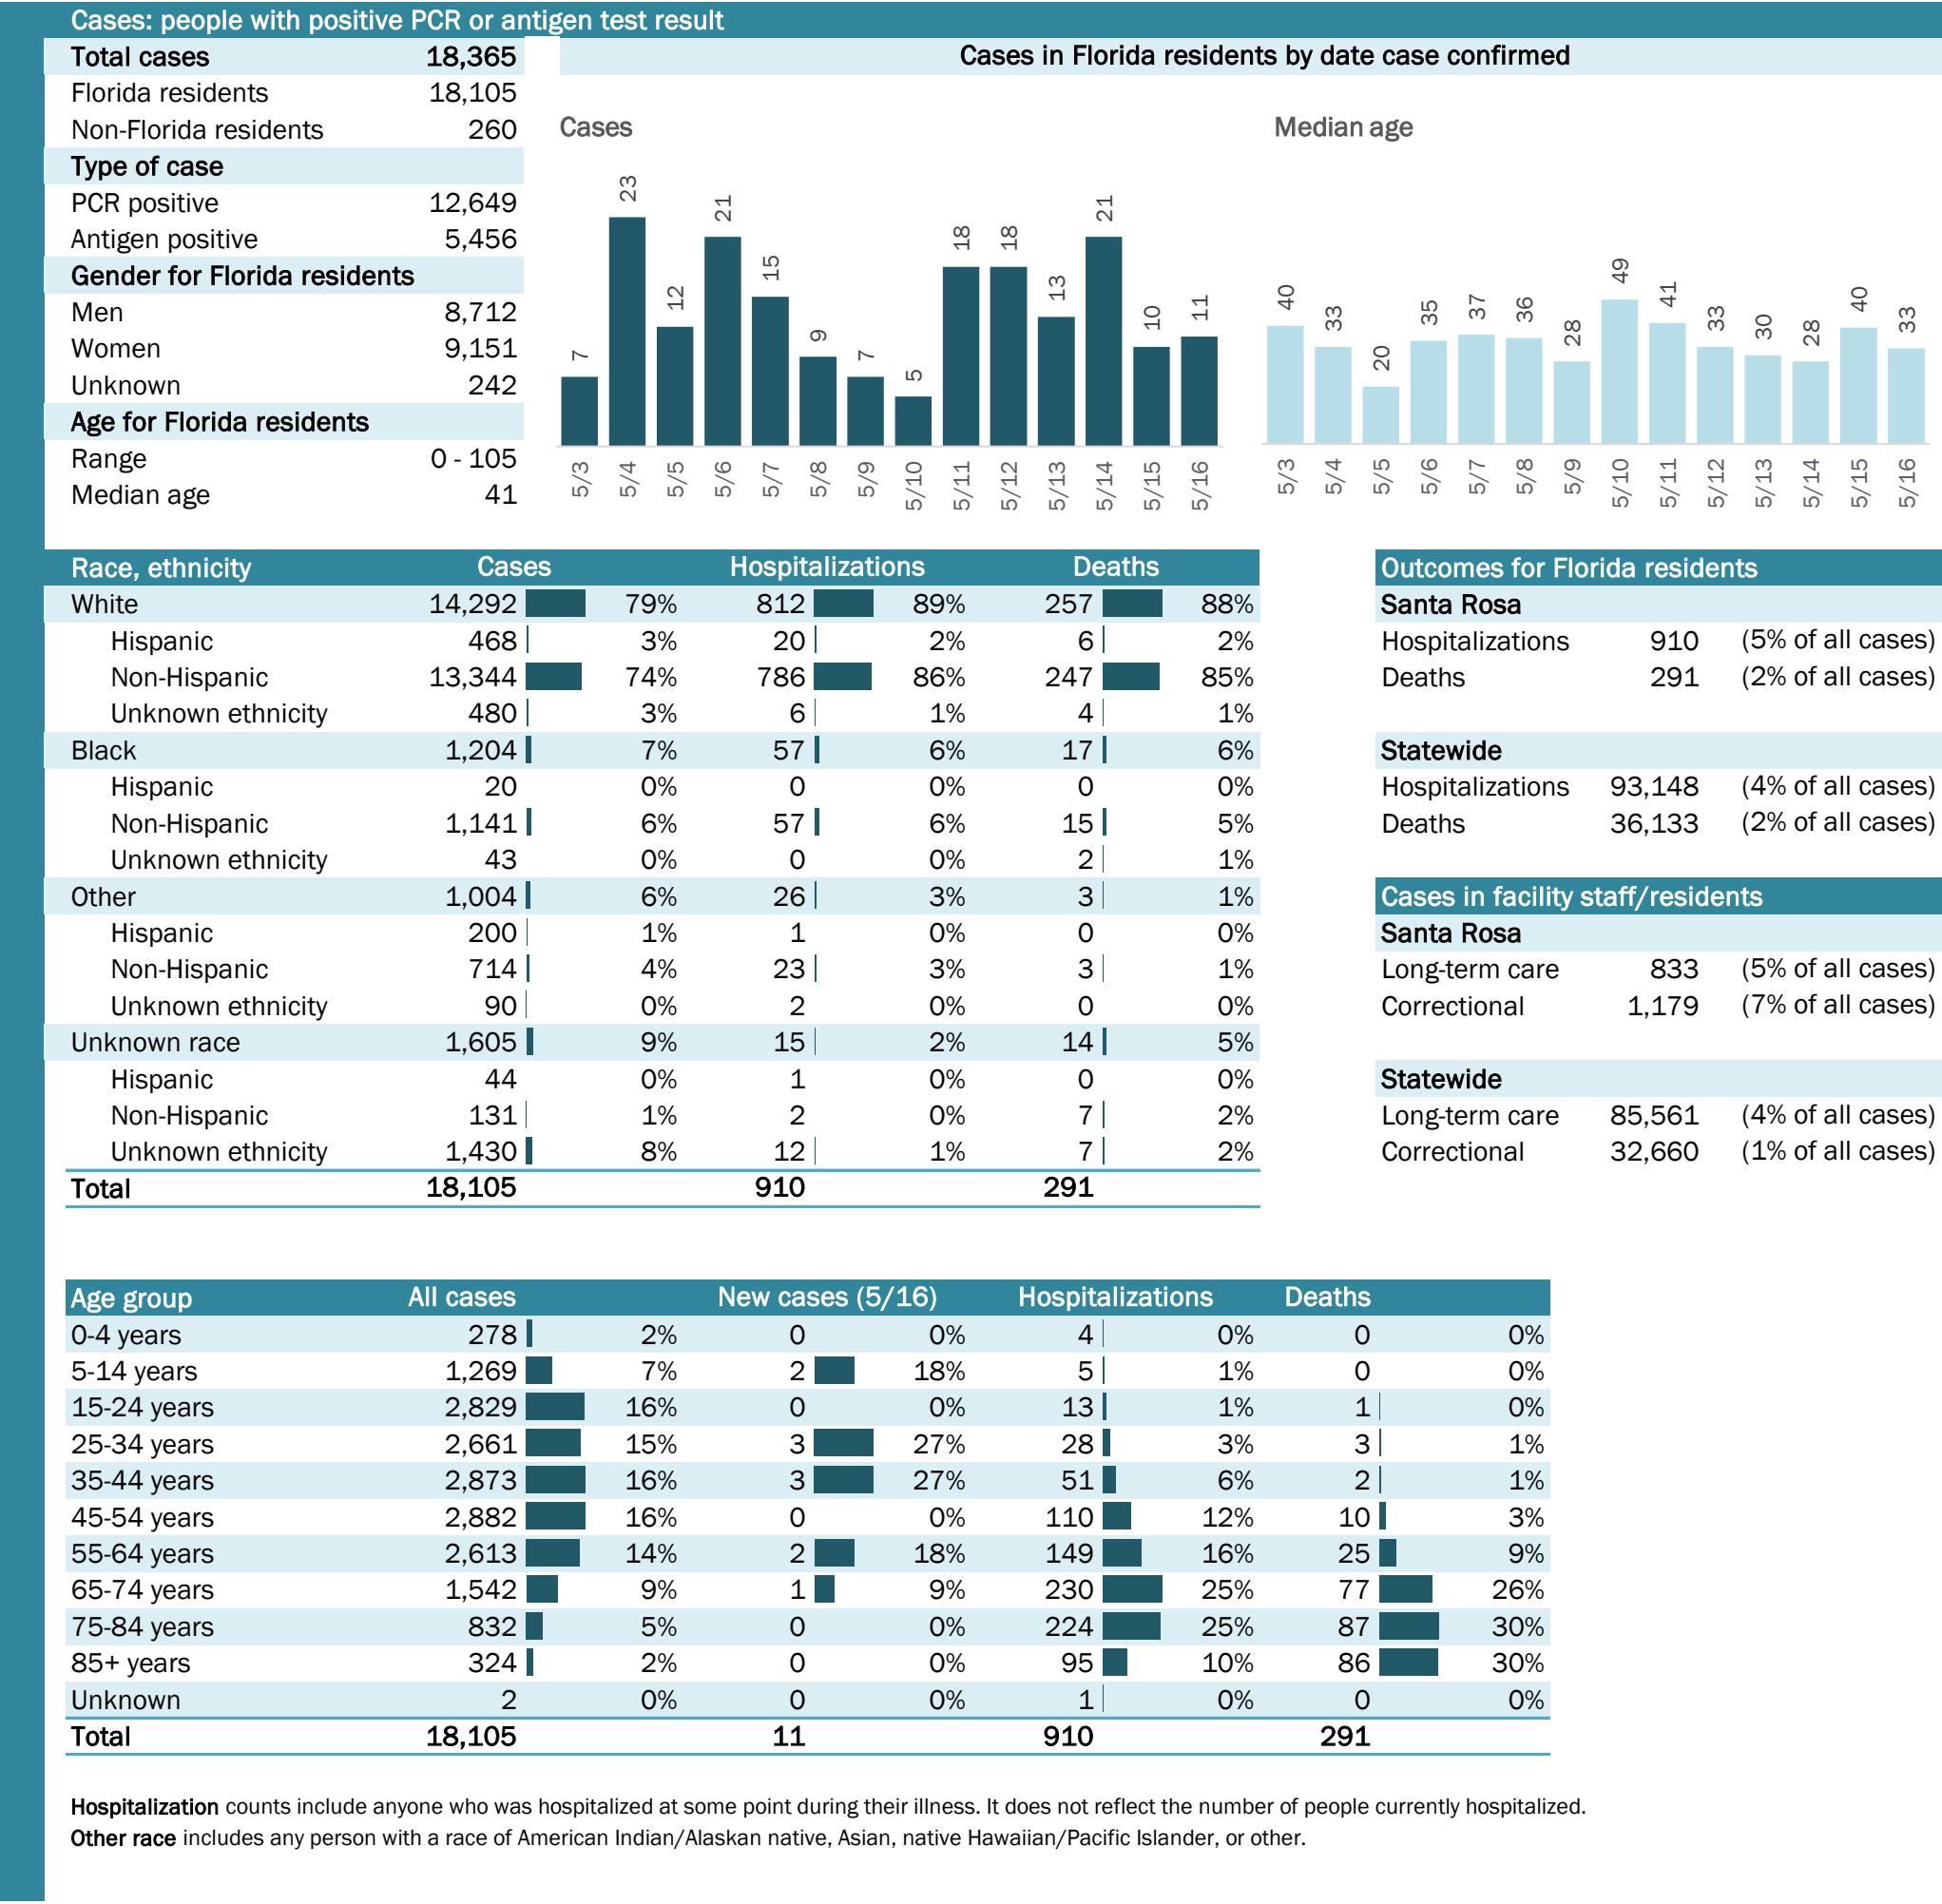 Cases: people with positive PCR or antigen test result
Total cases 18,365
Florida residents 18,105
Non-Florida residents 260
Type of case
PCR positive 12,649
Antigen positive 5,456
Gender for Florida residents
Men 8,712
Women 9,151
Unknown 242
Age for Florida residents
Range 0 - 105
Median age 41
Cases in Florida residents by date case confirmed
Cases
7 23 12 21 15 9 7 5 18 18 13 21 10 11
5/3 5/4 5/5 5/6 5/7 5/8 5/9 5/10 5/11 5/12 5/13 5/14 5/15 5/16
Median age
40 33 20 35 37 36 28 49 41 33 30 28 40 33
5/3 5/4 5/5 5/6 5/7 5/8 5/9 5/10 5/11 5/12 5/13 5/14 5/15 5/16
Race, ethnicity Cases Hospitalizations Deaths
White 14,292 79% 812 89% 257 88%
Hispanic 468 3% 20 2% 6 2%
Non-Hispanic 13,344 74% 786 86% 247 85%
Unknown ethnicity 480 3% 6 1% 4 1%
Black 1,204 7% 57 6% 17 6%
Hispanic 20 0% 0 0% 0 0%
Non-Hispanic 1,141 6% 57 6% 15 5%
Unknown ethnicity 43 0% 0 0% 2 1%
Other 1,004 6% 26 3% 3 1%
Hispanic 200 1% 1 0% 0 0%
Non-Hispanic 714 4% 23 3% 3 1%
Unknown ethnicity 90 0% 2 0% 0 0%
Unknown race 1,605 9% 15 2% 14 5%
Hispanic 44 0% 1 0% 0 0%
Non-Hispanic 131 1% 2 0% 7 2%
Unknown ethnicity 1,430 8% 12 1% 7 2%
Total 18,105 910 291
Outcomes for Florida residents
Santa Rosa
Hospitalizations 910 (5% of all cases)
Deaths 291 (2% of all cases)
Statewide
Hospitalizations 93,148 (4% of all cases)
Deaths 36,133 (2% of all cases)
Cases in facility staff/residents
Santa Rosa
Long-term care 833 (5% of all cases)
Correctional 1,179 (7% of all cases)
Statewide
Long-term care 85,561 (4% of all cases)
Correctional 32,660 (1% of all cases)
Age group All cases New cases (5/16) Hospitalizations Deaths
0-4 years 278 2% 0 0% 4 0% 0 0%
5-14 years 1,269 7% 2 18% 5 1% 0 0%
15-24 years 2,829 16% 0 0% 13 1% 1 0%
25-34 years 2,661 15% 3 27% 28 3% 3 1%
35-44 years 2,873 16% 3 27% 51 6% 2 1%
45-54 years 2,882 16% 0 0% 110 12% 10 3%
55-64 years 2,613 14% 2 18% 149 16% 25 9%
65-74 years 1,542 9% 1 9% 230 25% 77 26%
75-84 years 832 5% 0 0% 224 25% 87 30%
85+ years 324 2% 0 0% 95 10% 86 30%
Unknown 2 0% 0 0% 1 0% 0 0%
Total 18,105 11 910 291
Hospitalization counts include anyone who was hospitalized at some point during their illness. It does not reflect the number of people currently hospitalized.
Other race includes any person with a race of American Indian/Alaskan native, Asian, native Hawaiian/Pacific Islander, or other.